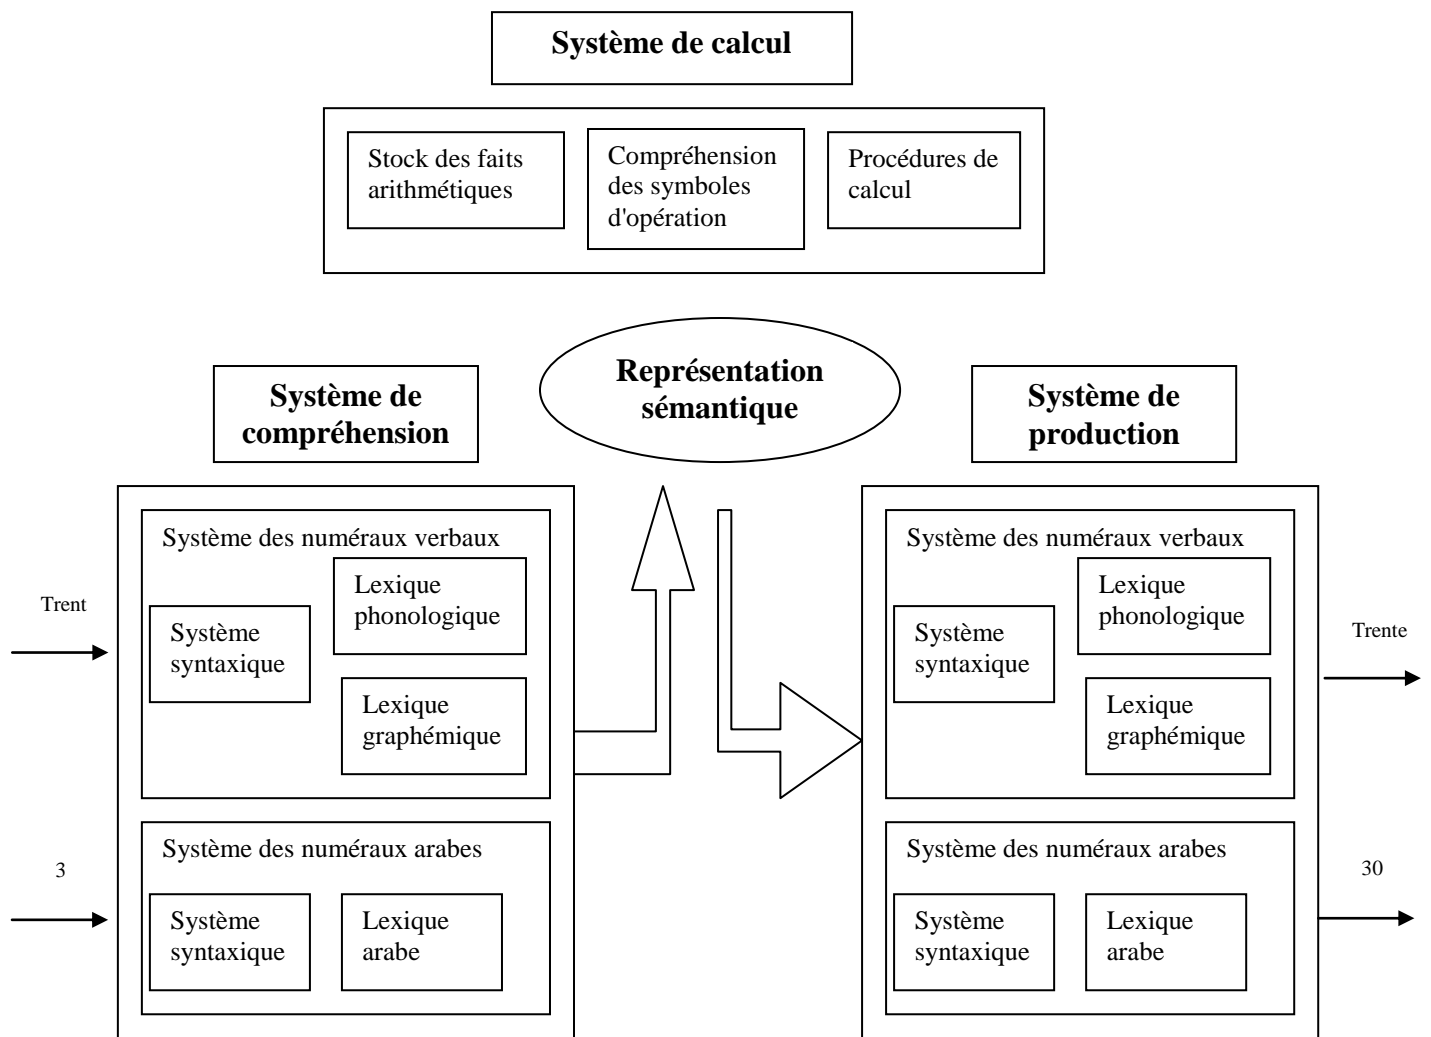 Système de calcul
Stock des faits
arithmétiques
Compréhension
des symboles
d'opération
Procédures de
calcul
Représentation
sémantique
Système de
compréhension
Système de
production
Système des numéraux verbaux
Lexique
phonologique
Système
syntaxique
Lexique
graphémique
Trent
Système des numéraux arabes
3
Système
syntaxique
Lexique
arabe
Système des numéraux verbaux
Lexique
phonologique
Système
syntaxique
Lexique
graphémique
Trente
Système des numéraux arabes
30
Système
syntaxique
Lexique
arabe